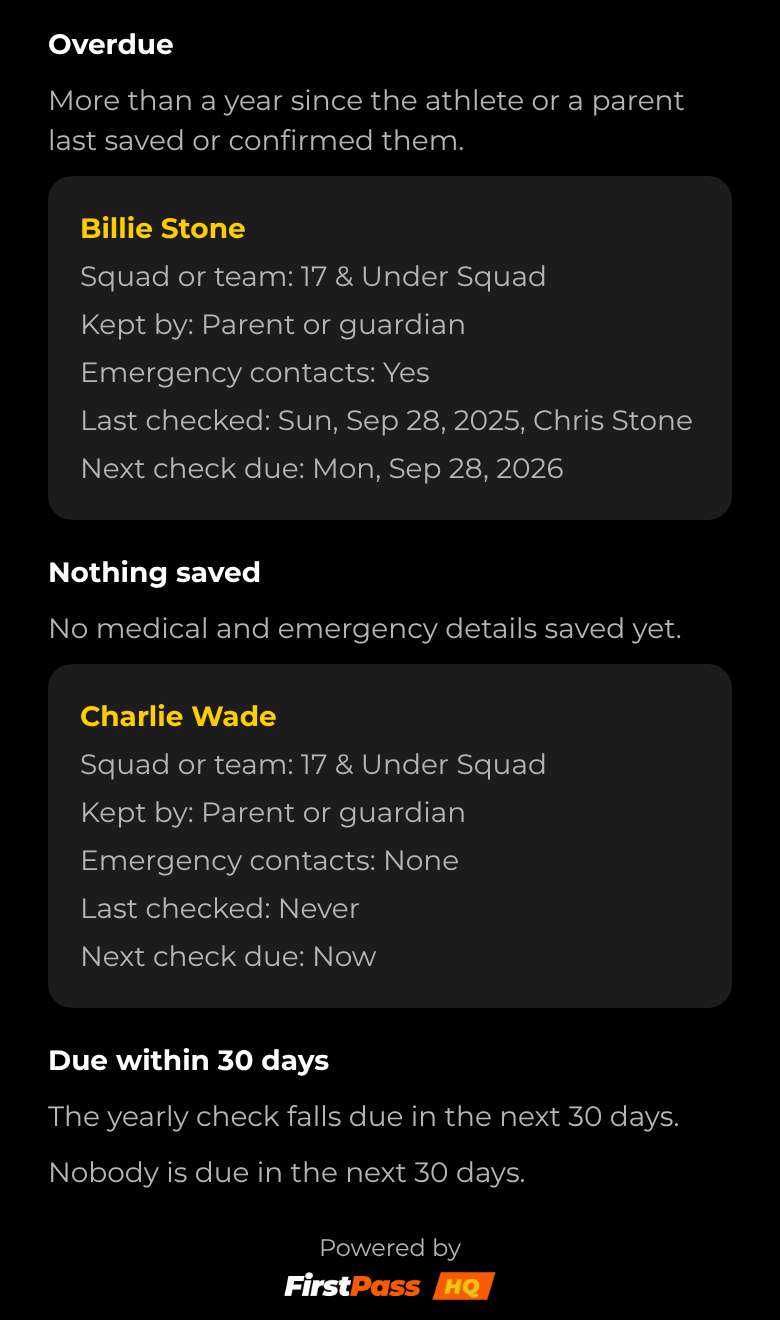 Overdue
More than a year since the athlete or a parent
last saved or confirmed them.
Billie Stone
Squad or team: 17 & Under Squad
Kept by: Parent or guardian
Emergency contacts: Yes
Last checked: Sun, Sep 28, 2025, Chris Stone
Next check due: Mon, Sep 28, 2026
Nothing saved
No medical and emergency details saved yet.
Charlie Wade
Squad or team: 17 & Under Squad
Kept by: Parent or guardian
Emergency contacts: None
Last checked: Never
Next check due: Now
Due within 30 days
The yearly check falls due in the next 30 days.
Nobody is due in the next 30 days.
Powered by
FirstPass HQ